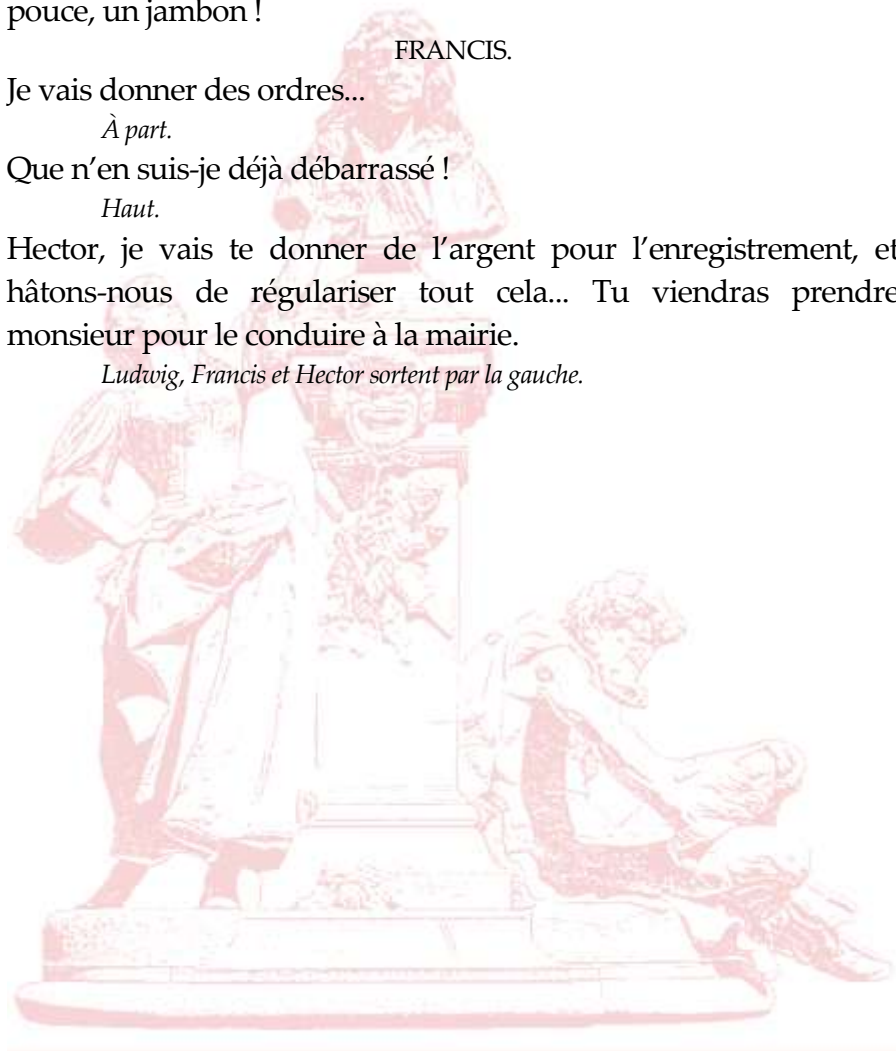 pouce, un jambon !
FRANCIS.
Je vais donner des ordres...
À part.
Que n’en suis-je déjà débarrassé !
Haut.
Hector, je vais te donner de l’argent pour l’enregistrement, et
hâtons-nous de régulariser tout cela... Tu viendras prendre
monsieur pour le conduire à la mairie.
Ludwig, Francis et Hector sortent par la gauche.